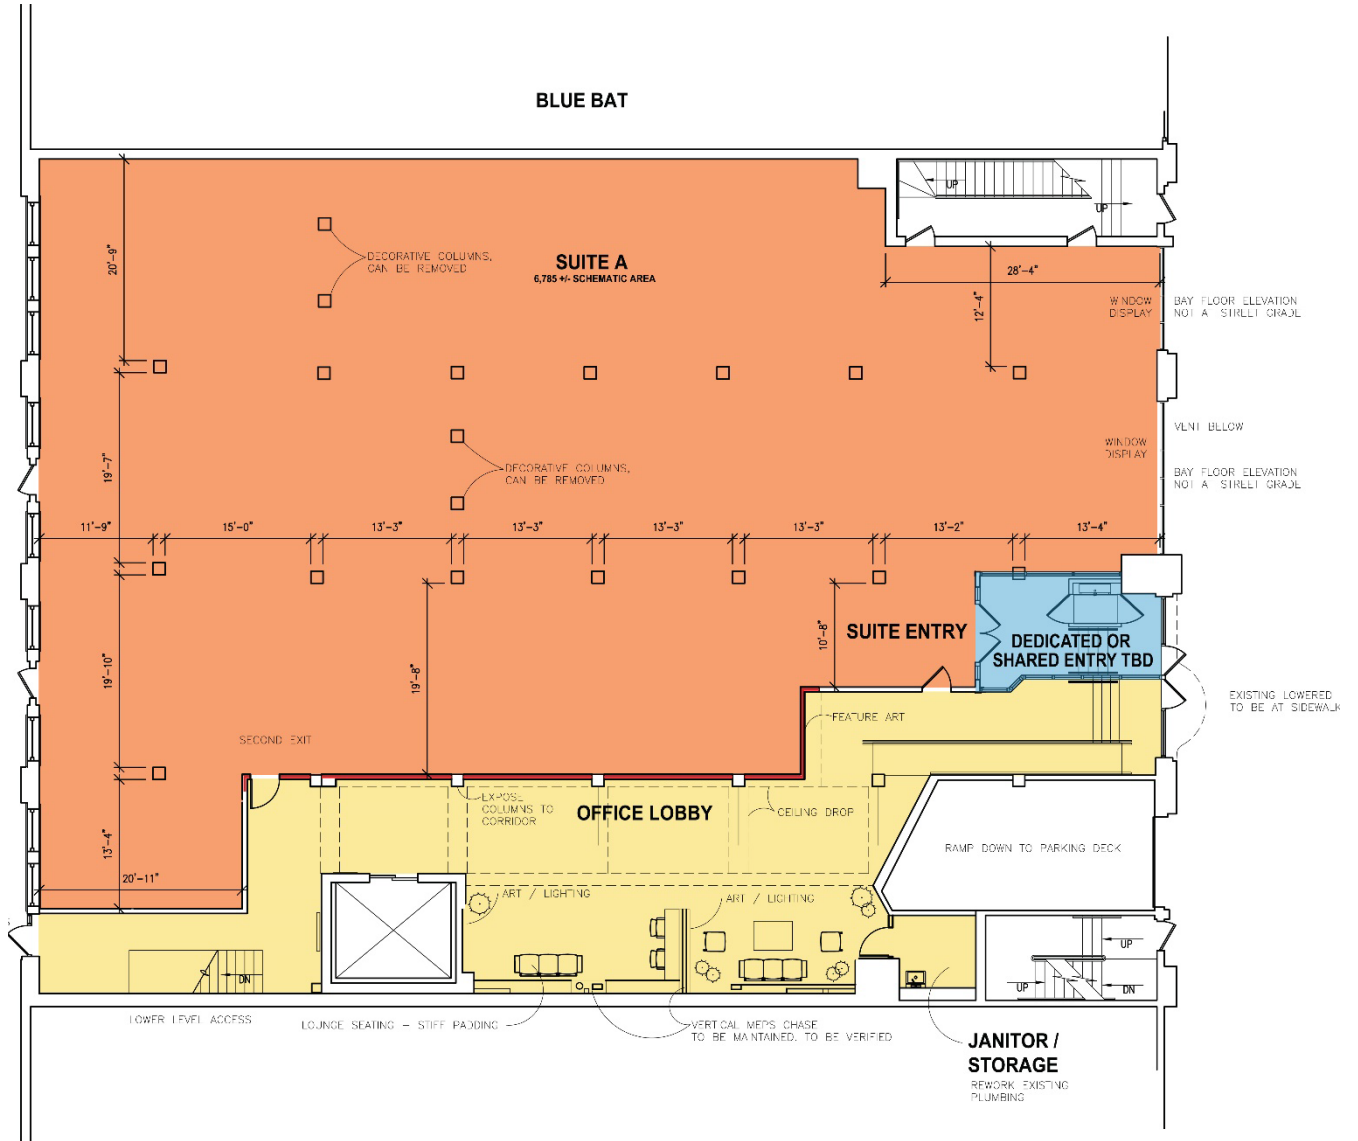 BLUE BAT
UP
UP
20'-9"
DECORATIVE COLUMNS,
CAN BE REMOVED
SUITE A
6,785 +/- SCHEMATIC AREA
28'-4"
12'-4"
WINDOW
DISPLAY
BAY FLOOR ELEVATION
NOT A STREET GRADE
VENT BELOW
WINDOW
DISPLAY
BAY FLOOR ELEVATION
NOT A STREET GRADE
19'-7"
DECORATIVE COLUMNS,
CAN BE REMOVED
11'-9"
15'-0"
13'-3"
13'-3"
13'-3"
13'-3"
13'-2"
13'-4"
19'-10"
19'-8"
10'-8"
SUITE ENTRY
DEDICATED OR
SHARED ENTRY TBD
EXISTING LOWERED
TO BE AT SIDEWALK
FEATURE ART
SECOND EXIT
EXPOSE
COLUMNS TO
CORRIDOR
OFFICE LOBBY
CEILING DROP
13'-4"
20'-11"
RAMP DOWN TO PARKING DECK
ART / LIGHTING
ART / LIGHTING
DN
UP
UP
DN
LOWER LEVEL ACCESS
LOUNGE SEATING - STIFF PADDING
VERTICAL MEPS CHASE
TO BE MAINTAINED, TO BE VERIFIED
JANITOR /
STORAGE
REWORK EXISTING
PLUMBING